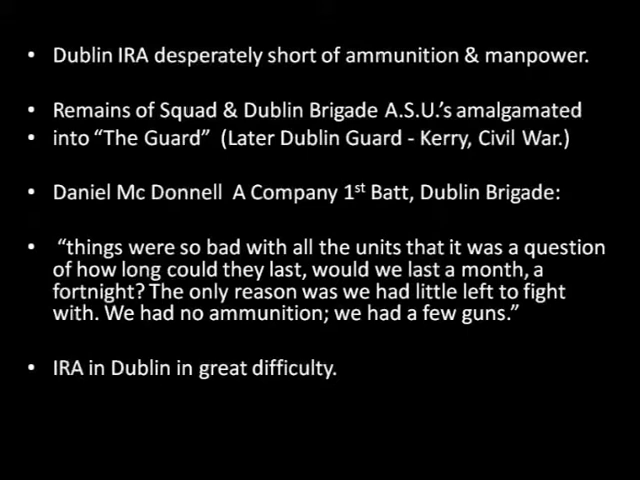 • Dublin IRA desperately short of ammunition & manpower.
• Remains of Squad & Dublin Brigade A.S.U.'s amalgamated
• into “The Guard” (Later Dublin Guard - Kerry, Civil War.)
• Daniel Mc Donnell A Company 1st Batt, Dublin Brigade:
• “things were so bad with all the units that it was a question
of how long could they last, would we last a month, a
fortnight? The only reason was we had little left to fight
with. We had no ammunition; we had a few guns.”
• IRA in Dublin in great difficulty.